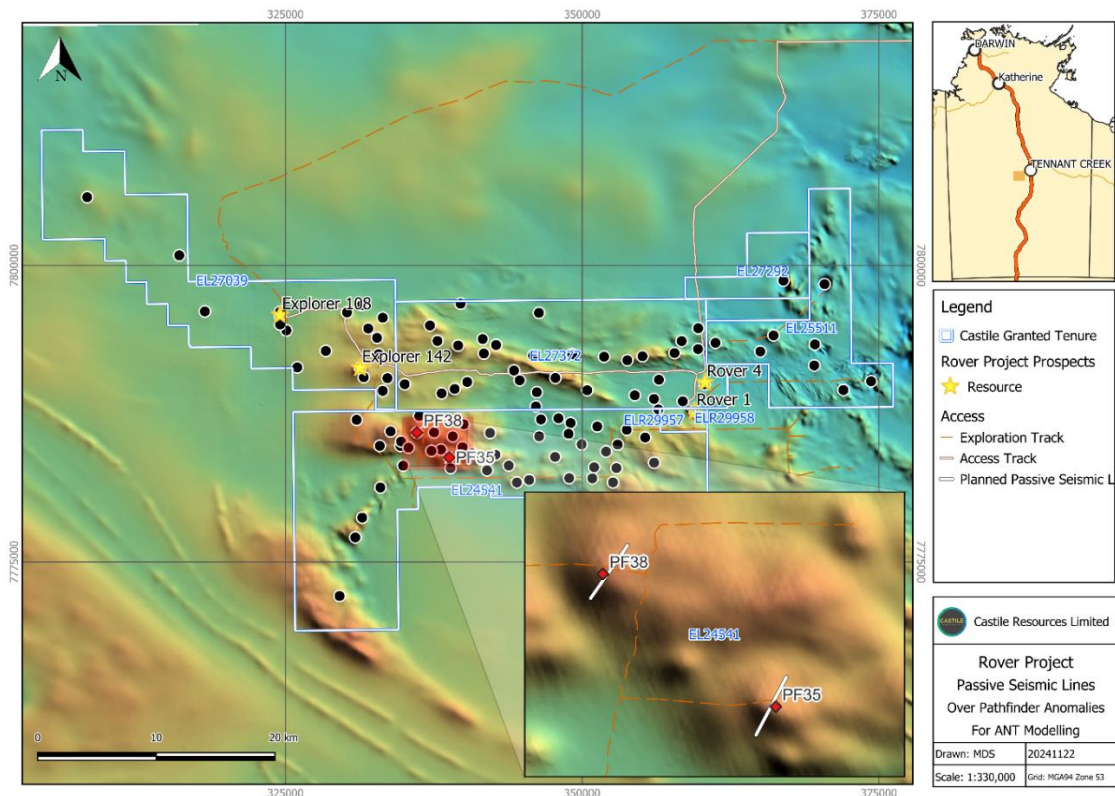 325000
350000
375000
N
7800000
7800000
EL27039
EL27292
Explorer 108
EL25511
Explorer 142
EL27372
Rover 4
Rover 1
ELR29957
ELR29958
PF38
PF35
EL24541
7775000
7775000
PF38
EL24541
PF35
0 10 20 km
325000
350000
375000
DARWIN
Katherine
TENNANT CREEK
Legend
Castile Granted Tenure
Rover Project Prospects
Resource
Access
Exploration Track
Access Track
Planned Passive Seismic L
CASTILE
Castile Resources Limited
Rover Project
Passive Seismic Lines
Over Pathfinder Anomalies
For ANT Modelling
Drawn: MDS 20241122
Scale: 1:330,000 Grid: MGA94 Zone 53